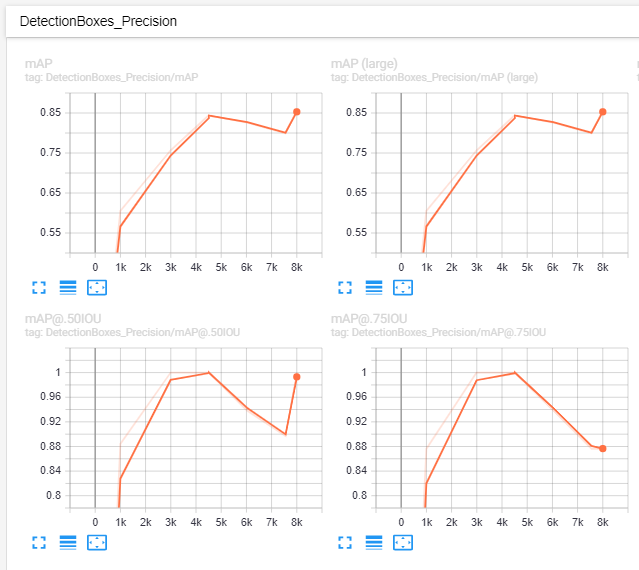 DetectionBoxes_Precision
mAP
tag: DetectionBoxes_Precision/mAP
0.85
0.75
0.65
0.55
0 1k 2k 3k 4k 5k 6k 7k 8k
mAP (large)
tag: DetectionBoxes_Precision/mAP (large)
0.85
0.75
0.65
0.55
0 1k 2k 3k 4k 5k 6k 7k 8k
mAP@.50IOU
tag: DetectionBoxes_Precision/mAP@.50IOU
1
0.96
0.92
0.88
0.84
0.8
0 1k 2k 3k 4k 5k 6k 7k 8k
mAP@.75IOU
tag: DetectionBoxes_Precision/mAP@.75IOU
1
0.96
0.92
0.88
0.84
0.8
0 1k 2k 3k 4k 5k 6k 7k 8k